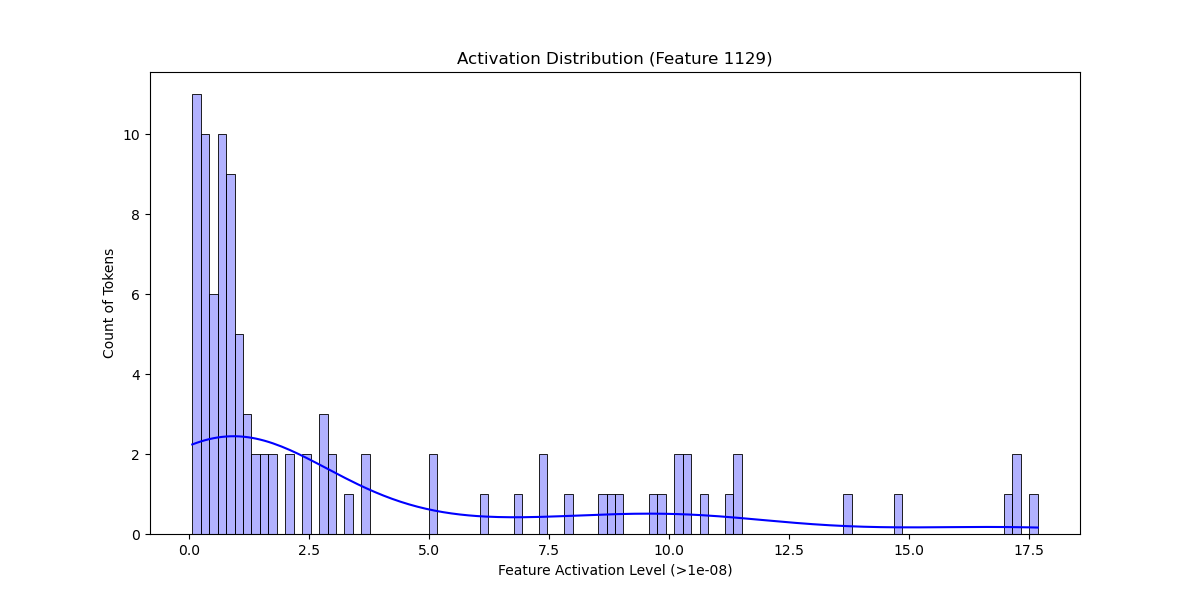 Activation Distribution (Feature 1129)
Count of Tokens
10
8
6
4
2
0
0.0 2.5 5.0 7.5 10.0 12.5 15.0 17.5
Feature Activation Level (>1e-08)